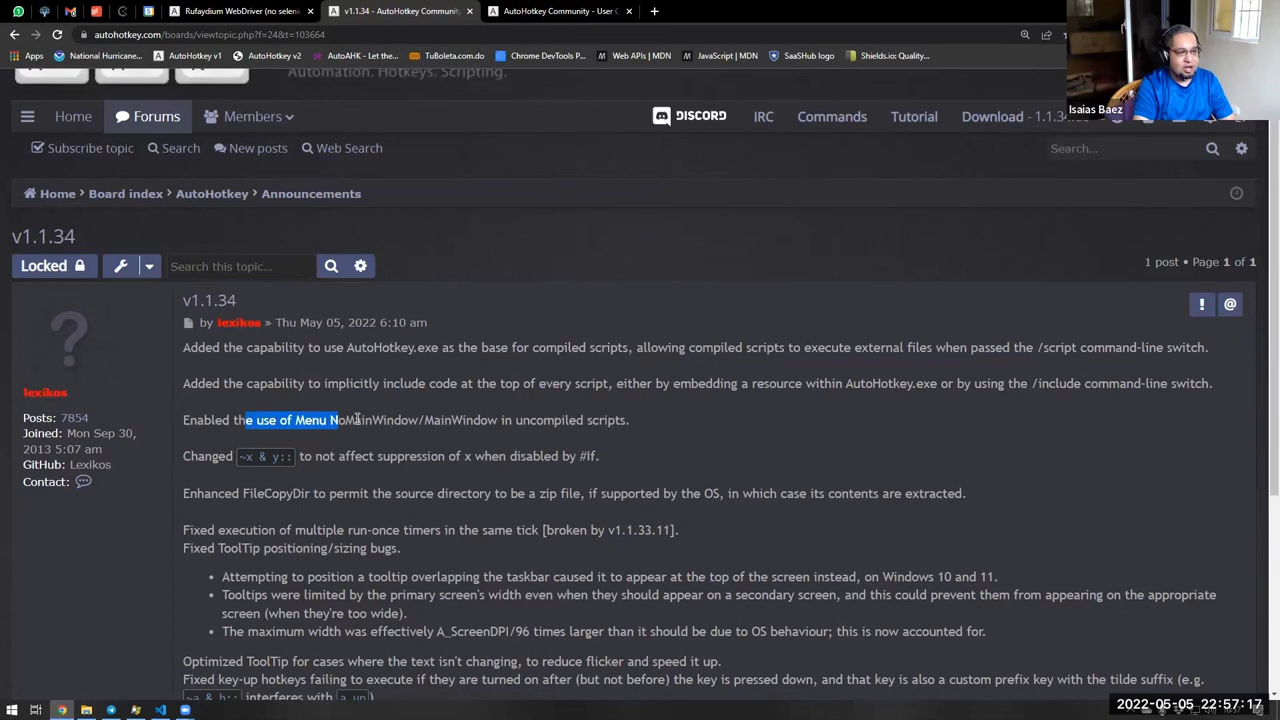 Rufaydium WebDriver (no seleni
v1.1.34 - AutoHotkey Community
AutoHotkey Community - User C
autohotkey.com/boards/viewtopic.php?f=24&t=103664
Apps
National Hurricane...
AutoHotkey v1
AutoHotkey v2
AutoAHK - Let the...
TuBoleta.com.do
Chrome DevTools P...
Web APIs | MDN
JavaScript | MDN
SaaSHub logo
Shields.io: Quality...
Isaias Baez
Automation. Hotkeys. Scripting.
Home
Forums
Members
DISCORD
IRC
Commands
Tutorial
Download - 1.1.34
Subscribe topic
Search
New posts
Web Search
Search...
Home > Board index > AutoHotkey > Announcements
v1.1.34
Locked
Search this topic...
1 post • Page 1 of 1
v1.1.34
by lexikos » Thu May 05, 2022 6:10 am
lexikos
Posts: 7854
Joined: Mon Sep 30, 2013 5:07 am
GitHub: Lexikos
Contact:
Added the capability to use AutoHotkey.exe as the base for compiled scripts, allowing compiled scripts to execute external files when passed the /script command-line switch.
Added the capability to implicitly include code at the top of every script, either by embedding a resource within AutoHotkey.exe or by using the /include command-line switch.
Enabled the use of Menu NoMainWindow/MainWindow in uncompiled scripts.
Changed ~x & y:: to not affect suppression of x when disabled by #If.
Enhanced FileCopyDir to permit the source directory to be a zip file, if supported by the OS, in which case its contents are extracted.
Fixed execution of multiple run-once timers in the same tick [broken by v1.1.33.11].
Fixed ToolTip positioning/sizing bugs.
• Attempting to position a tooltip overlapping the taskbar caused it to appear at the top of the screen instead, on Windows 10 and 11.
• Tooltips were limited by the primary screen's width even when they should appear on a secondary screen, and this could prevent them from appearing on the appropriate
screen (when they're too wide).
• The maximum width was effectively A_ScreenDPI/96 times larger than it should be due to OS behaviour; this is now accounted for.
Optimized ToolTip for cases where the text isn't changing, to reduce flicker and speed it up.
Fixed key-up hotkeys failing to execute if they are turned on after (but not before) the key is pressed down, and that key is also a custom prefix key with the tilde suffix (e.g.
~a & b:: interferes with a up)
2022-05-05 22:57:17